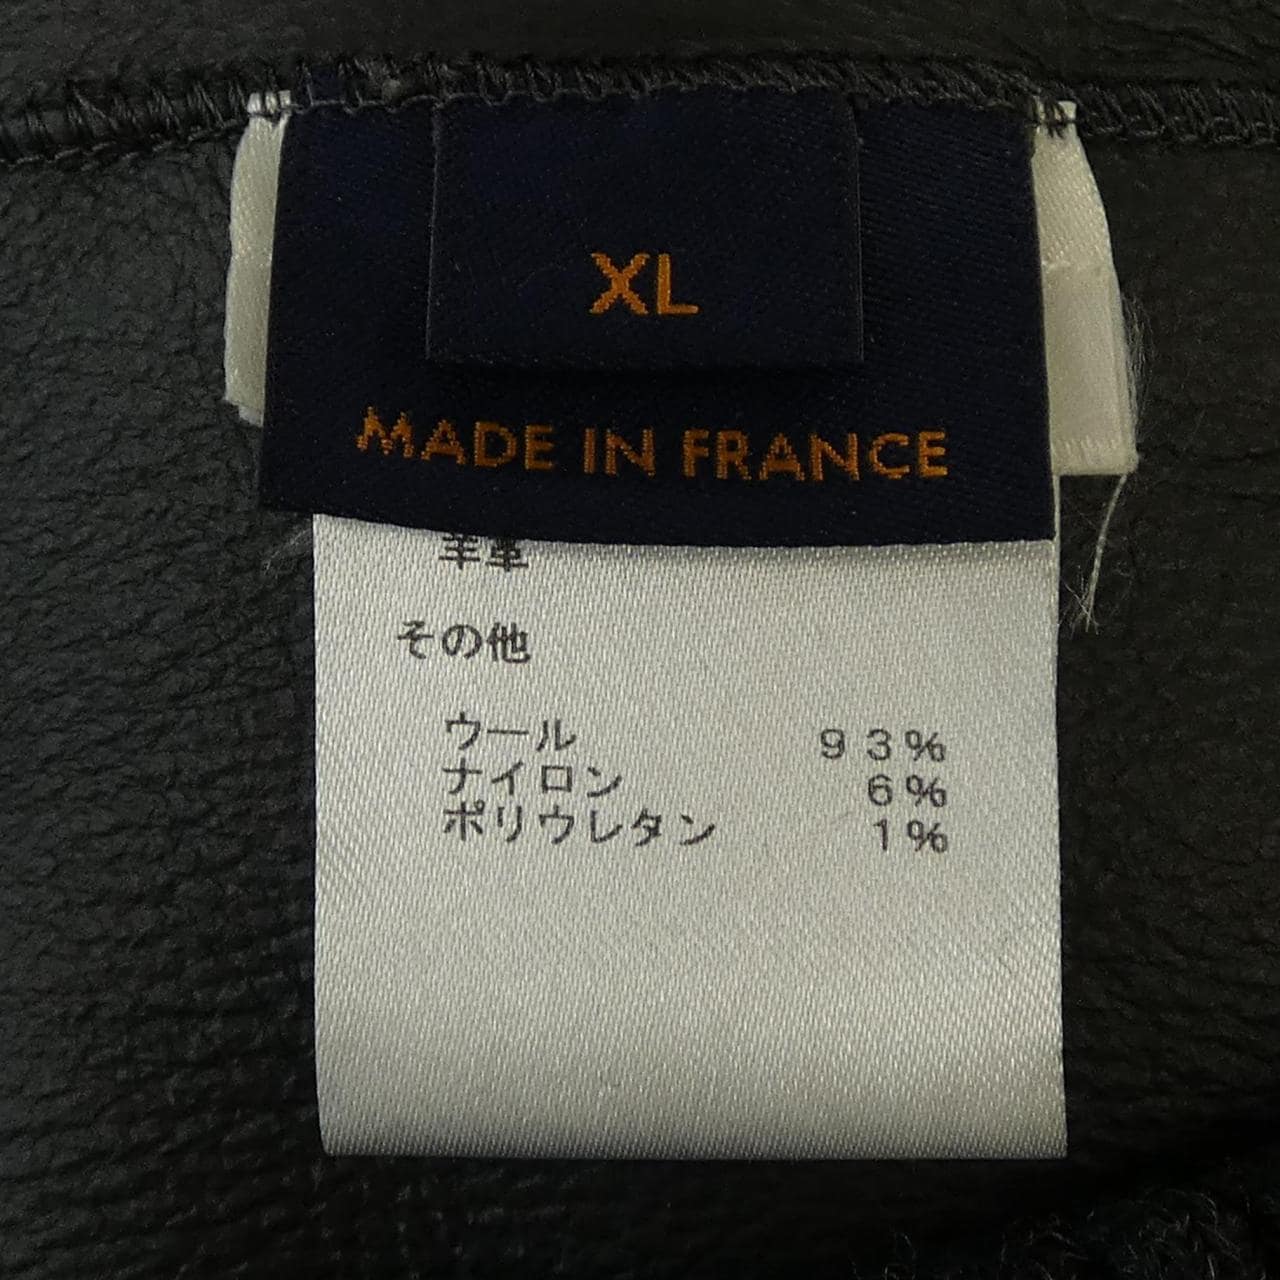 XL
MADE IN FRANCE
羊革
その他
ウール 93%
ナイロン 6%
ポリウレタン 1%